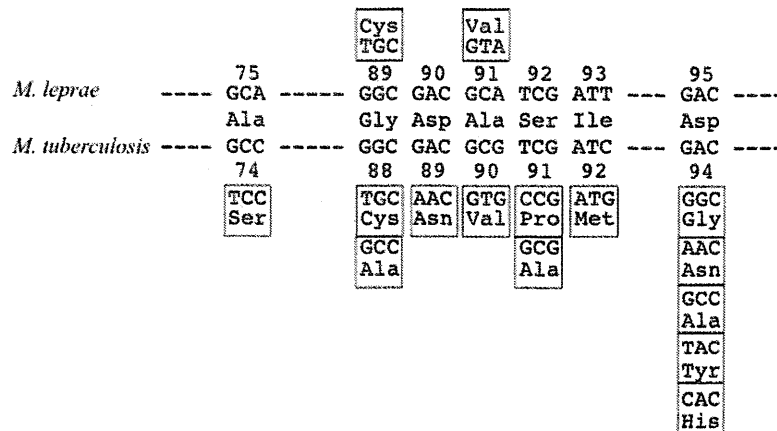 Cys Val
TGC GTA
75 89 90 91 92 93 95
M. leprae ---- GCA ----- GGC GAC GCA TCG ATT --- GAC ----
Ala Gly Asp Ala Ser Ile Asp
M. tuberculosis ---- GCC ----- GGC GAC GCG TCG ATC --- GAC ----
74 88 89 90 91 92 94
TCC TGC AAC GTG CCG ATG GGC
Ser Cys Asn Val Pro Met Gly
GCC GCG AAC
Ala Ala Asn
GCC
Ala
TAC
Tyr
CAC
His